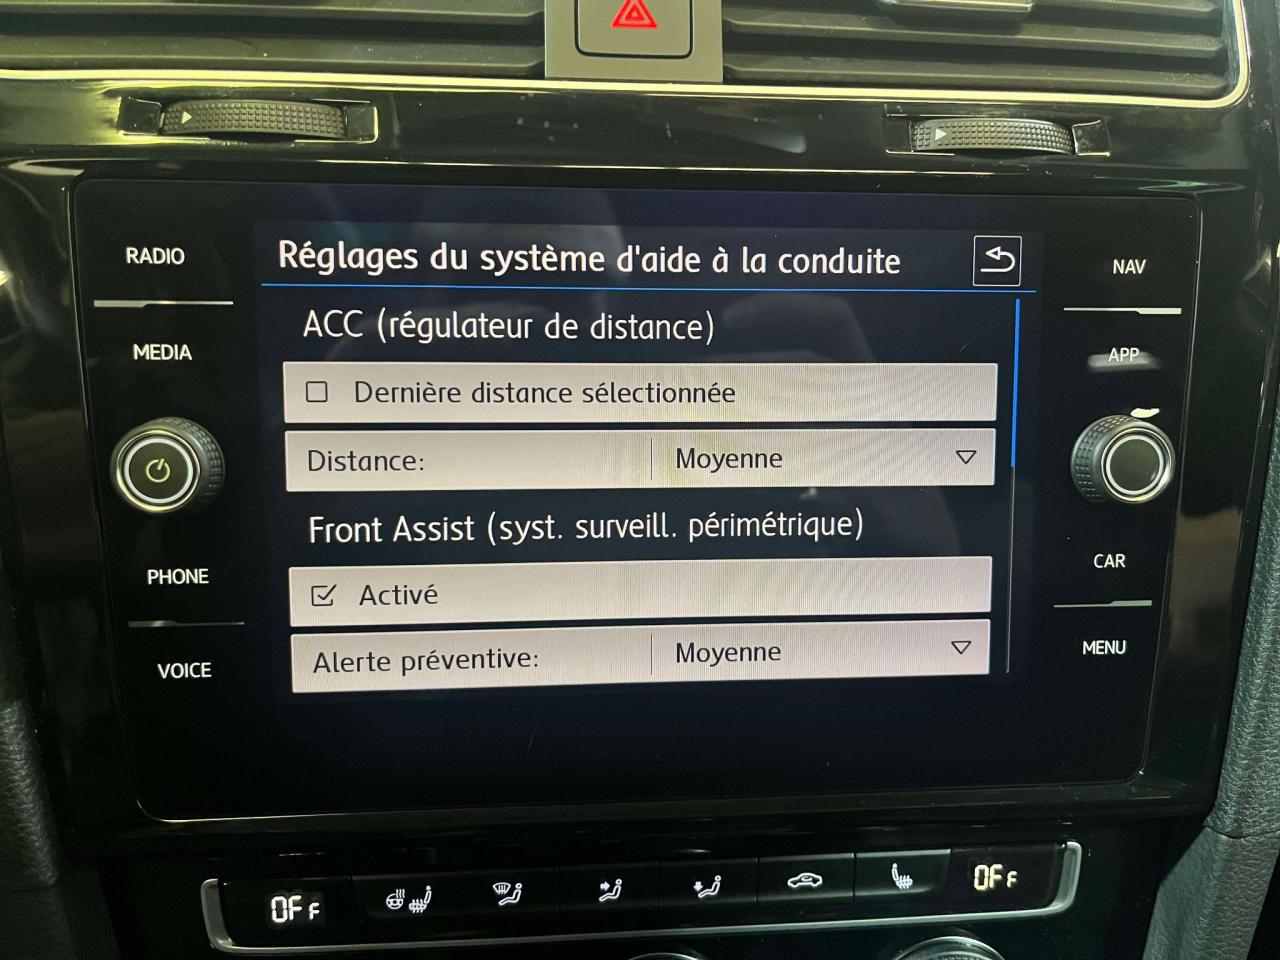 RADIO
MEDIA
PHONE
VOICE
Réglages du système d'aide à la conduite
ACC (régulateur de distance)
Dernière distance sélectionnée
Distance: Moyenne
Front Assist (syst. surveill. périmétrique)
Activé
Alerte préventive: Moyenne
NAV
APP
CAR
MENU
OFF
OFF